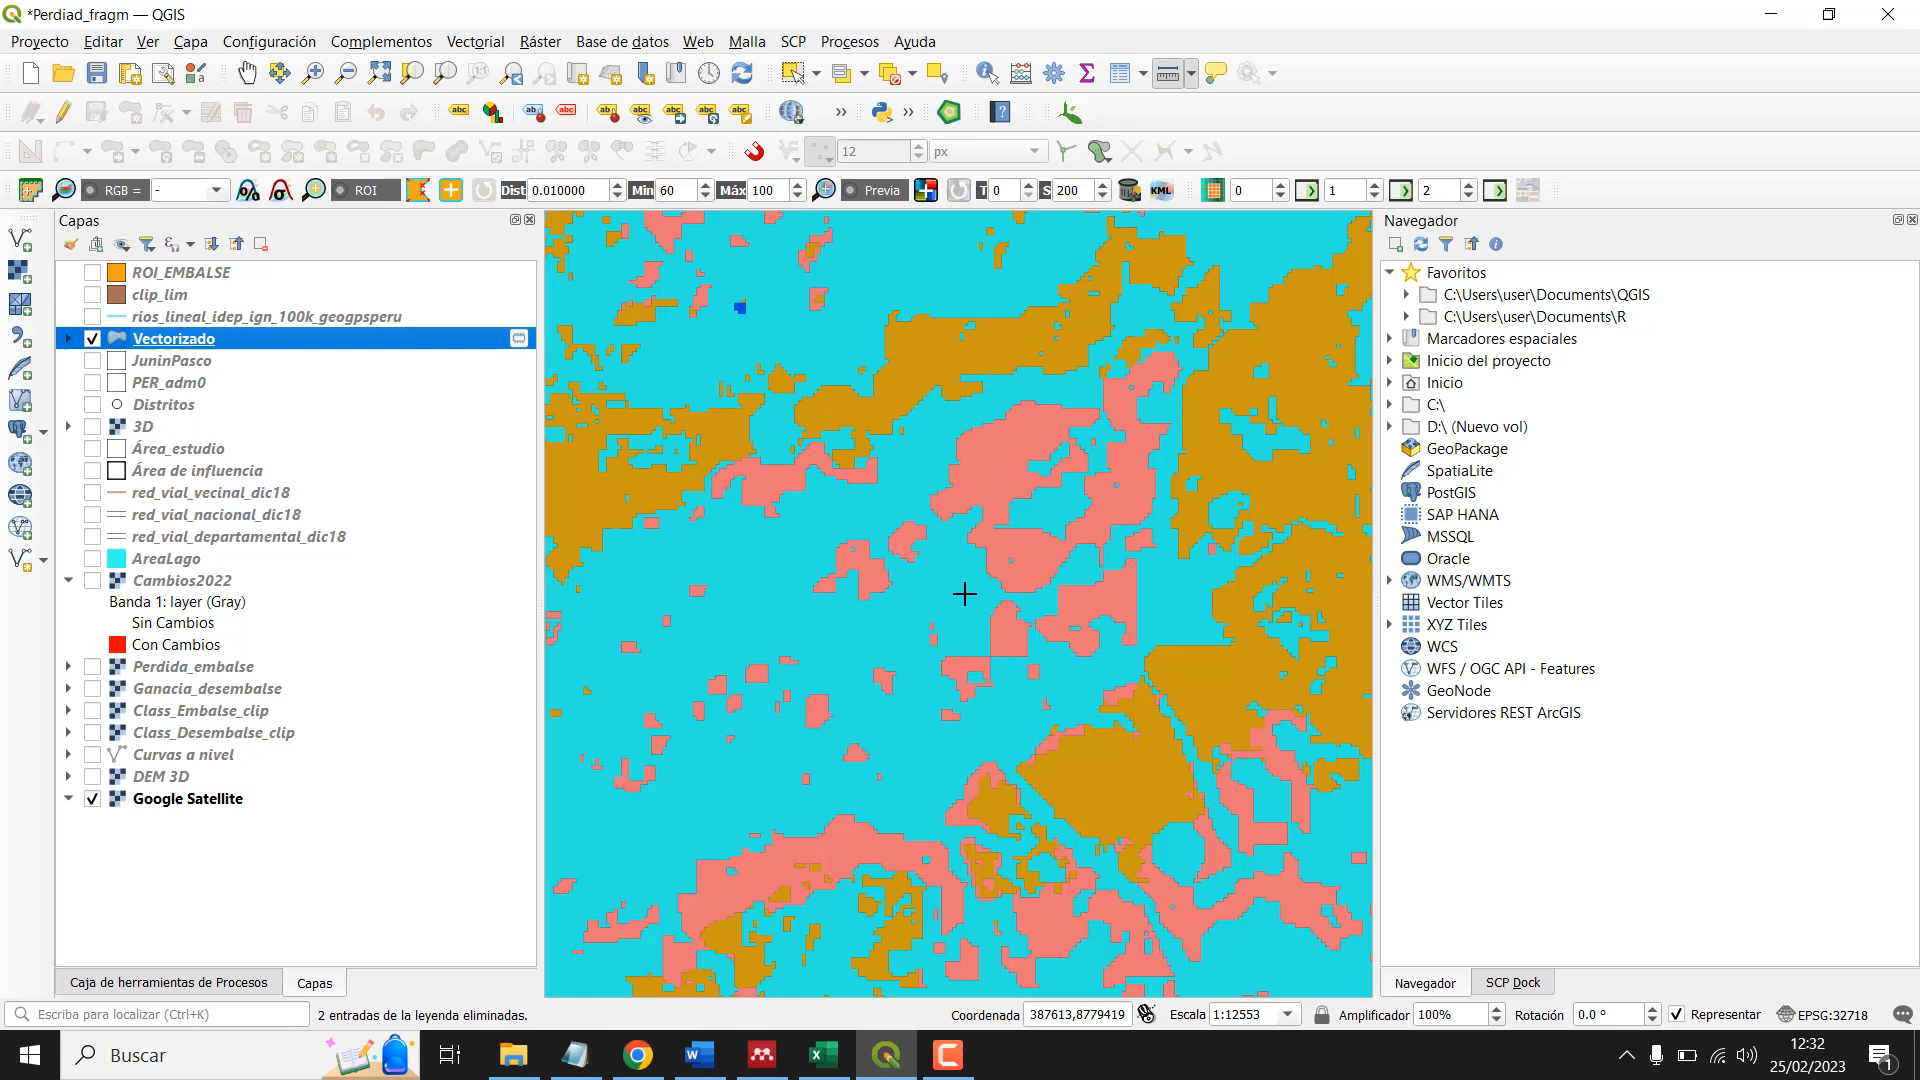 *Perdiad_fragm — QGIS
Proyecto Editar Ver Capa Configuración Complementos Vectorial Ráster Base de datos Web Malla SCP Procesos Ayuda
12 px
RGB = - ROI Dist 0.010000 Min 60 Máx 100 Previa T 0 S 200 KML 0 1 2
Capas
ROI_EMBALSE
clip_lim
rios_lineal_idep_ign_100k_geogpsperu
Vectorizado
JuninPasco
PER_adm0
Distritos
3D
Área_estudio
Área de influencia
red_vial_vecinal_dic18
red_vial_nacional_dic18
red_vial_departamental_dic18
AreaLago
Cambios2022
Banda 1: layer (Gray)
Sin Cambios
Con Cambios
Perdida_embalse
Ganacia_desembalse
Class_Embalse_clip
Class_Desembalse_clip
Curvas a nivel
DEM 3D
Google Satellite
Caja de herramientas de Procesos Capas
Navegador
Favoritos
C:\Users\user\Documents\QGIS
C:\Users\user\Documents\R
Marcadores espaciales
Inicio del proyecto
Inicio
C:\
D:\ (Nuevo vol)
GeoPackage
SpatiaLite
PostGIS
SAP HANA
MSSQL
Oracle
WMS/WMTS
Vector Tiles
XYZ Tiles
WCS
WFS / OGC API - Features
GeoNode
Servidores REST ArcGIS
Navegador SCP Dock
Escribe para localizar (Ctrl+K) 2 entradas de la leyenda eliminadas. Coordenada 387613,8779419 Escala 1:12553 Amplificador 100% Rotación 0.0 ° Representar EPSG:32718
Buscar
12:32
25/02/2023
1